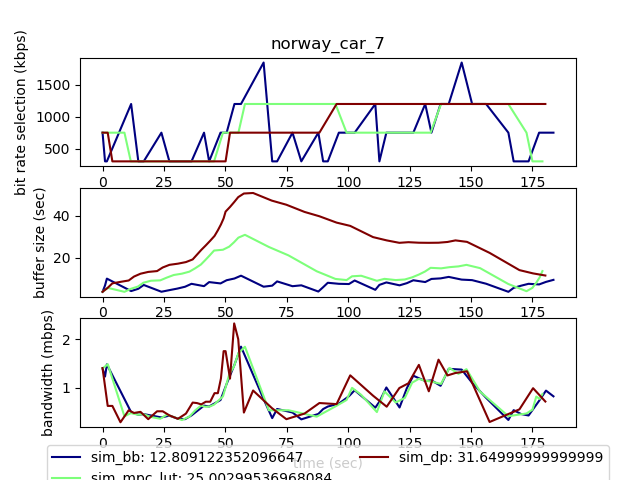 norway_car_7
bit rate selection (kbps)
1500
1000
500
0 25 50 75 100 125 150 175
buffer size (sec)
40
20
0 25 50 75 100 125 150 175
bandwidth (mbps)
2
1
0 25 50 75 100 125 150 175
time (sec)
sim_bb: 12.809122352096647
sim_dp: 31.64999999999999
sim_mpc_lut: 25.00299536968084